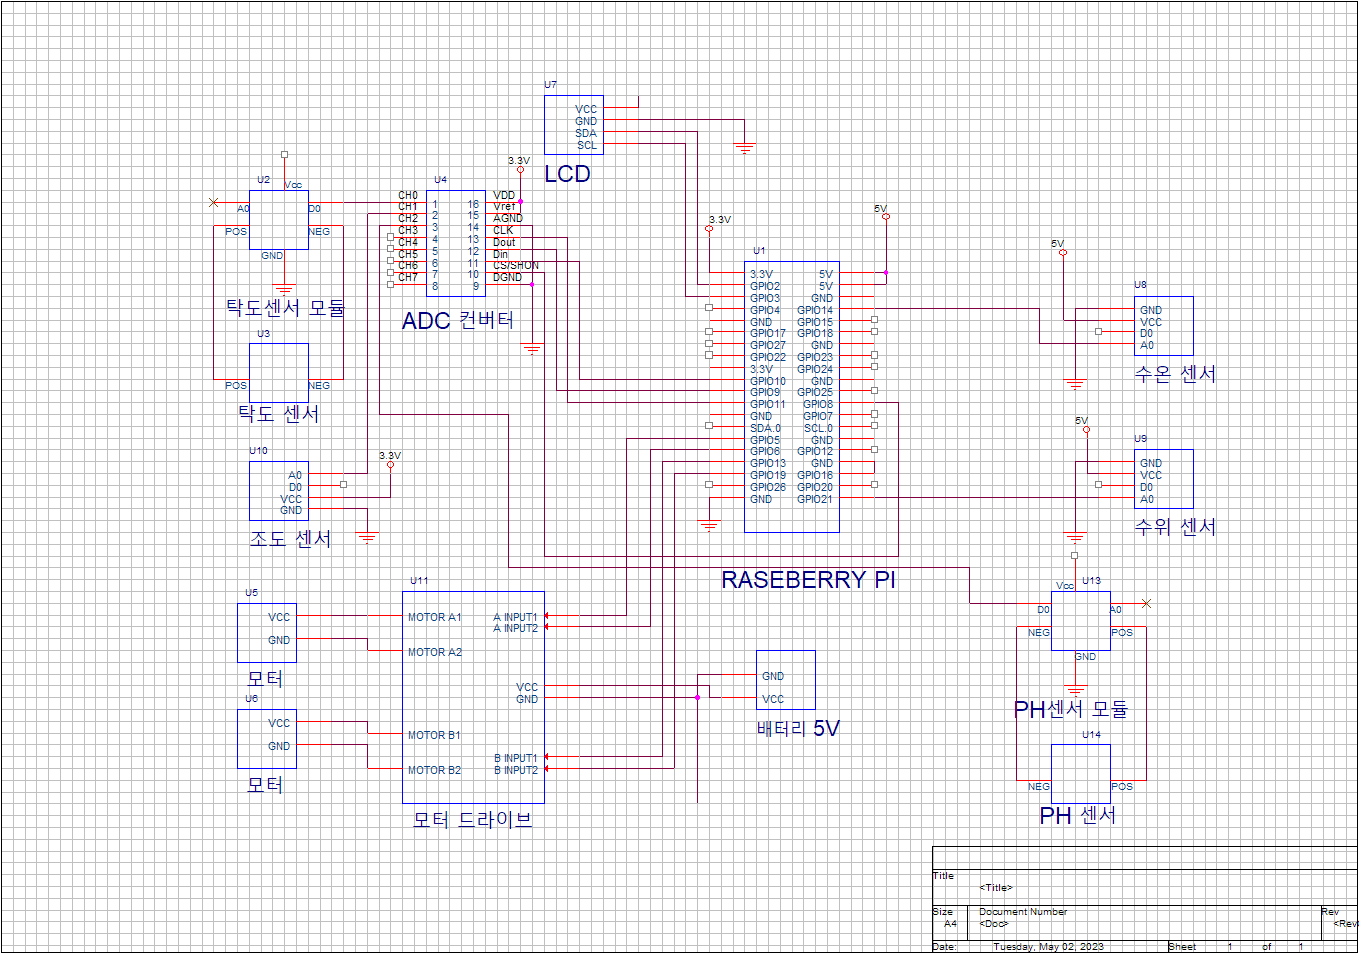 U7
VCC
GND
SDA
SCL
LCD
U2
Vcc
A0
D0
POS
NEG
GND
탁도센서 모듈
U3
POS
NEG
탁도 센서
3.3V
U4
CH0
CH1
CH2
CH3
CH4
CH5
CH6
CH7
1
2
3
4
5
6
7
8
16
15
14
13
12
11
10
9
VDD
Vref
AGND
CLK
Dout
Din
CS/SHDN
DGND
ADC 컨버터
U10
A0
D0
VCC
GND
3.3V
조도 센서
3.3V
5V
U1
3.3V
GPIO2
GPIO3
GPIO4
GND
GPIO17
GPIO27
GPIO22
3.3V
GPIO10
GPIO9
GPIO11
GND
SDA.0
GPIO5
GPIO6
GPIO13
GPIO19
GPIO26
GND
5V
5V
GND
GPIO14
GPIO15
GPIO18
GND
GPIO23
GPIO24
GND
GPIO25
GPIO8
GPIO7
SCL.0
GND
GPIO12
GND
GPIO16
GPIO20
GPIO21
RASEBERRY PI
5V
U8
GND
VCC
D0
A0
수온 센서
5V
U9
GND
VCC
D0
A0
수위 센서
U5
VCC
GND
모터
U6
VCC
GND
모터
U11
MOTOR A1
MOTOR A2
MOTOR B1
MOTOR B2
A INPUT1
A INPUT2
VCC
GND
B INPUT1
B INPUT2
모터 드라이브
GND
VCC
배터리 5V
U13
Vcc
D0
A0
NEG
POS
GND
PH센서 모듈
U14
NEG
POS
PH 센서
Title
<Title>
Size
Document Number
Rev
A4
<Doc>
<Rev
Date:
Tuesday, May 02, 2023
Sheet
1
of
1